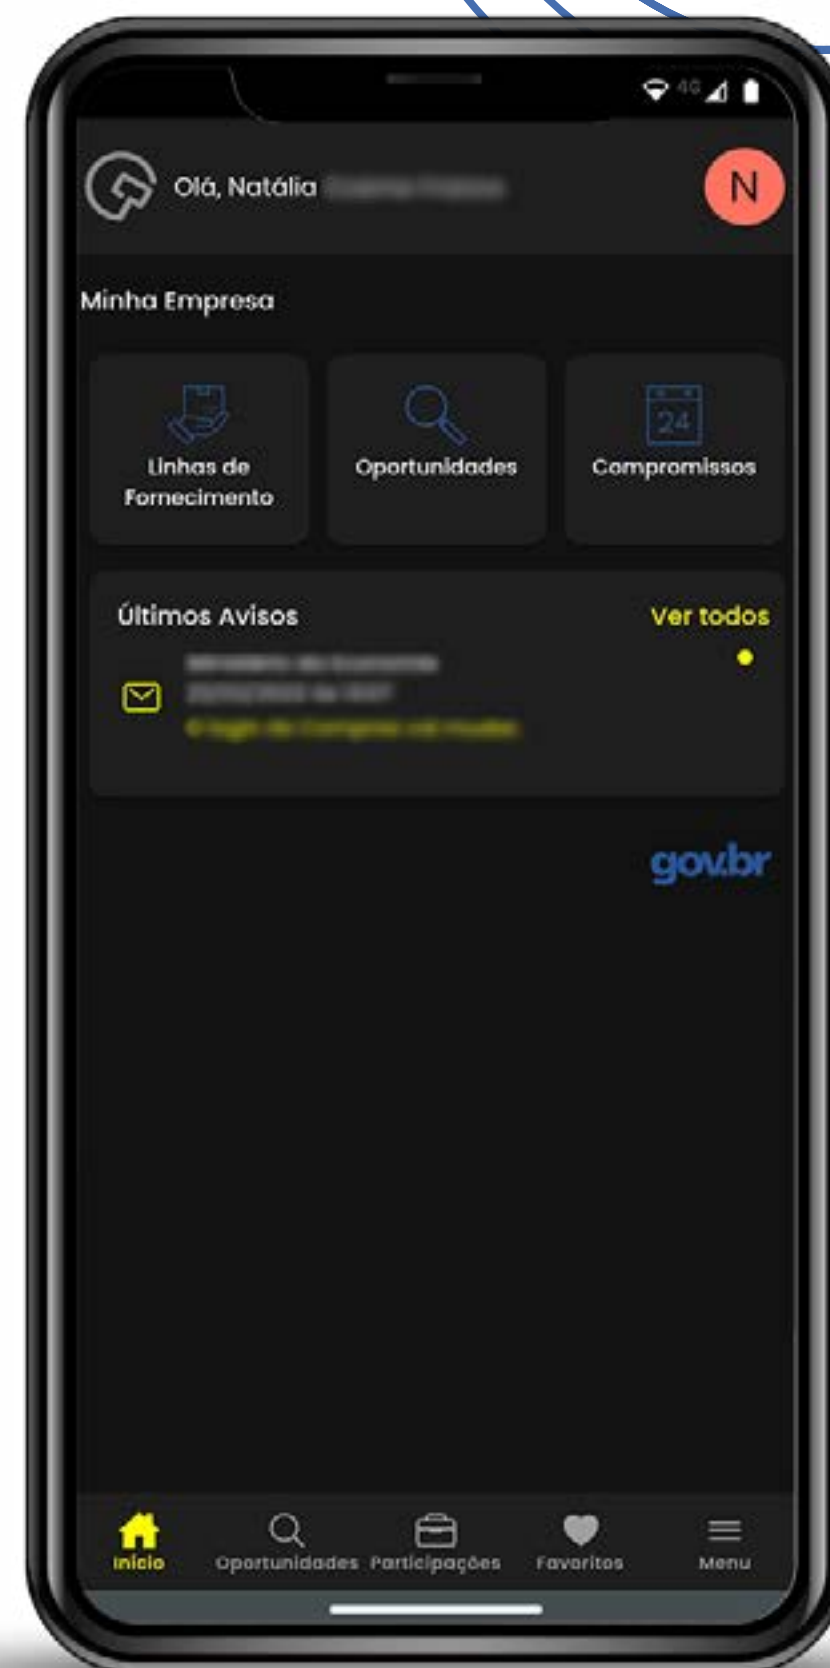 4G
Olá, Natália
N
Minha Empresa
24
Linhas de
Fornecimento
Oportunidades
Compromissos
Últimos Avisos
Ver todos
gov.br
Início
Oportunidades
Participações
Favoritos
Menu